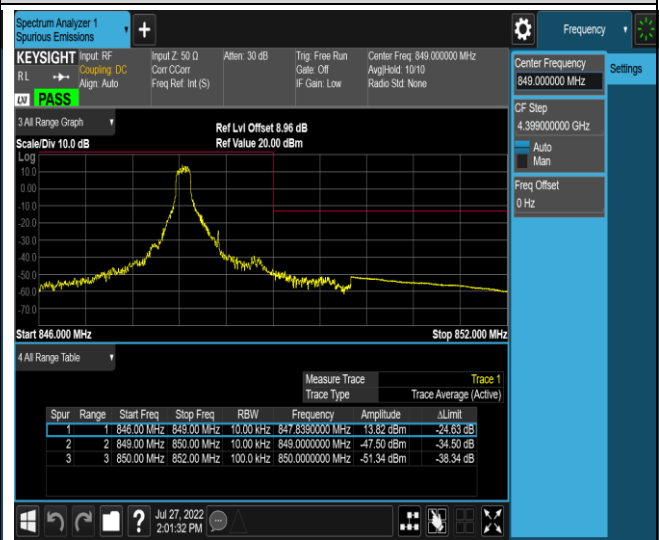 Spectrum Analyzer 1
Spurious Emissions
Frequency
KEYSIGHT
RL
Input: RF
Coupling: DC
Align: Auto
Input Z: 50 Ω
Corr CCorr
Freq Ref: Int (S)
Atten: 30 dB
Trig: Free Run
Gate: Off
IF Gain: Low
Center Freq: 849.000000 MHz
Avg|Hold: 10/10
Radio Std: None
LXI PASS
Center Frequency
849.000000 MHz
Settings
CF Step
4.399000000 GHz
Auto
Man
Freq Offset
0 Hz
3 All Range Graph
Scale/Div 10.0 dB
Ref Lvl Offset 8.96 dB
Ref Value 20.00 dBm
Log
10.0
0.00
-10.0
-20.0
-30.0
-40.0
-50.0
-60.0
-70.0
Start 846.000 MHz
Stop 852.000 MHz
4 All Range Table
Measure Trace Trace 1
Trace Type Trace Average (Active)
Spur Range Start Freq Stop Freq RBW Frequency Amplitude ΔLimit
1 1 846.00 MHz 849.00 MHz 10.00 kHz 847.8390000 MHz 13.82 dBm -24.63 dB
2 2 849.00 MHz 850.00 MHz 10.00 kHz 849.0000000 MHz -47.50 dBm -34.50 dB
3 3 850.00 MHz 852.00 MHz 100.0 kHz 850.0000000 MHz -51.34 dBm -38.34 dB
?
Jul 27, 2022
2:01:32 PM